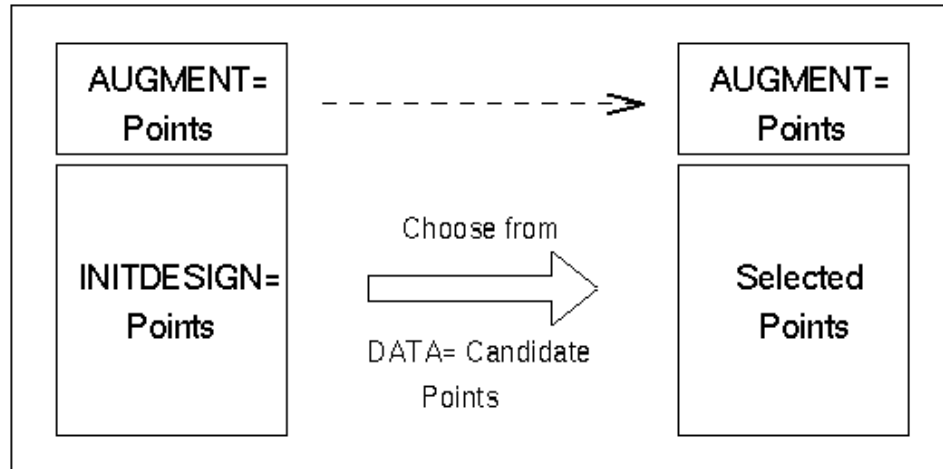 AUGMENT=
Points
AUGMENT=
Points
INITDESIGN=
Points
Choose from
DATA= Candidate
Points
Selected
Points